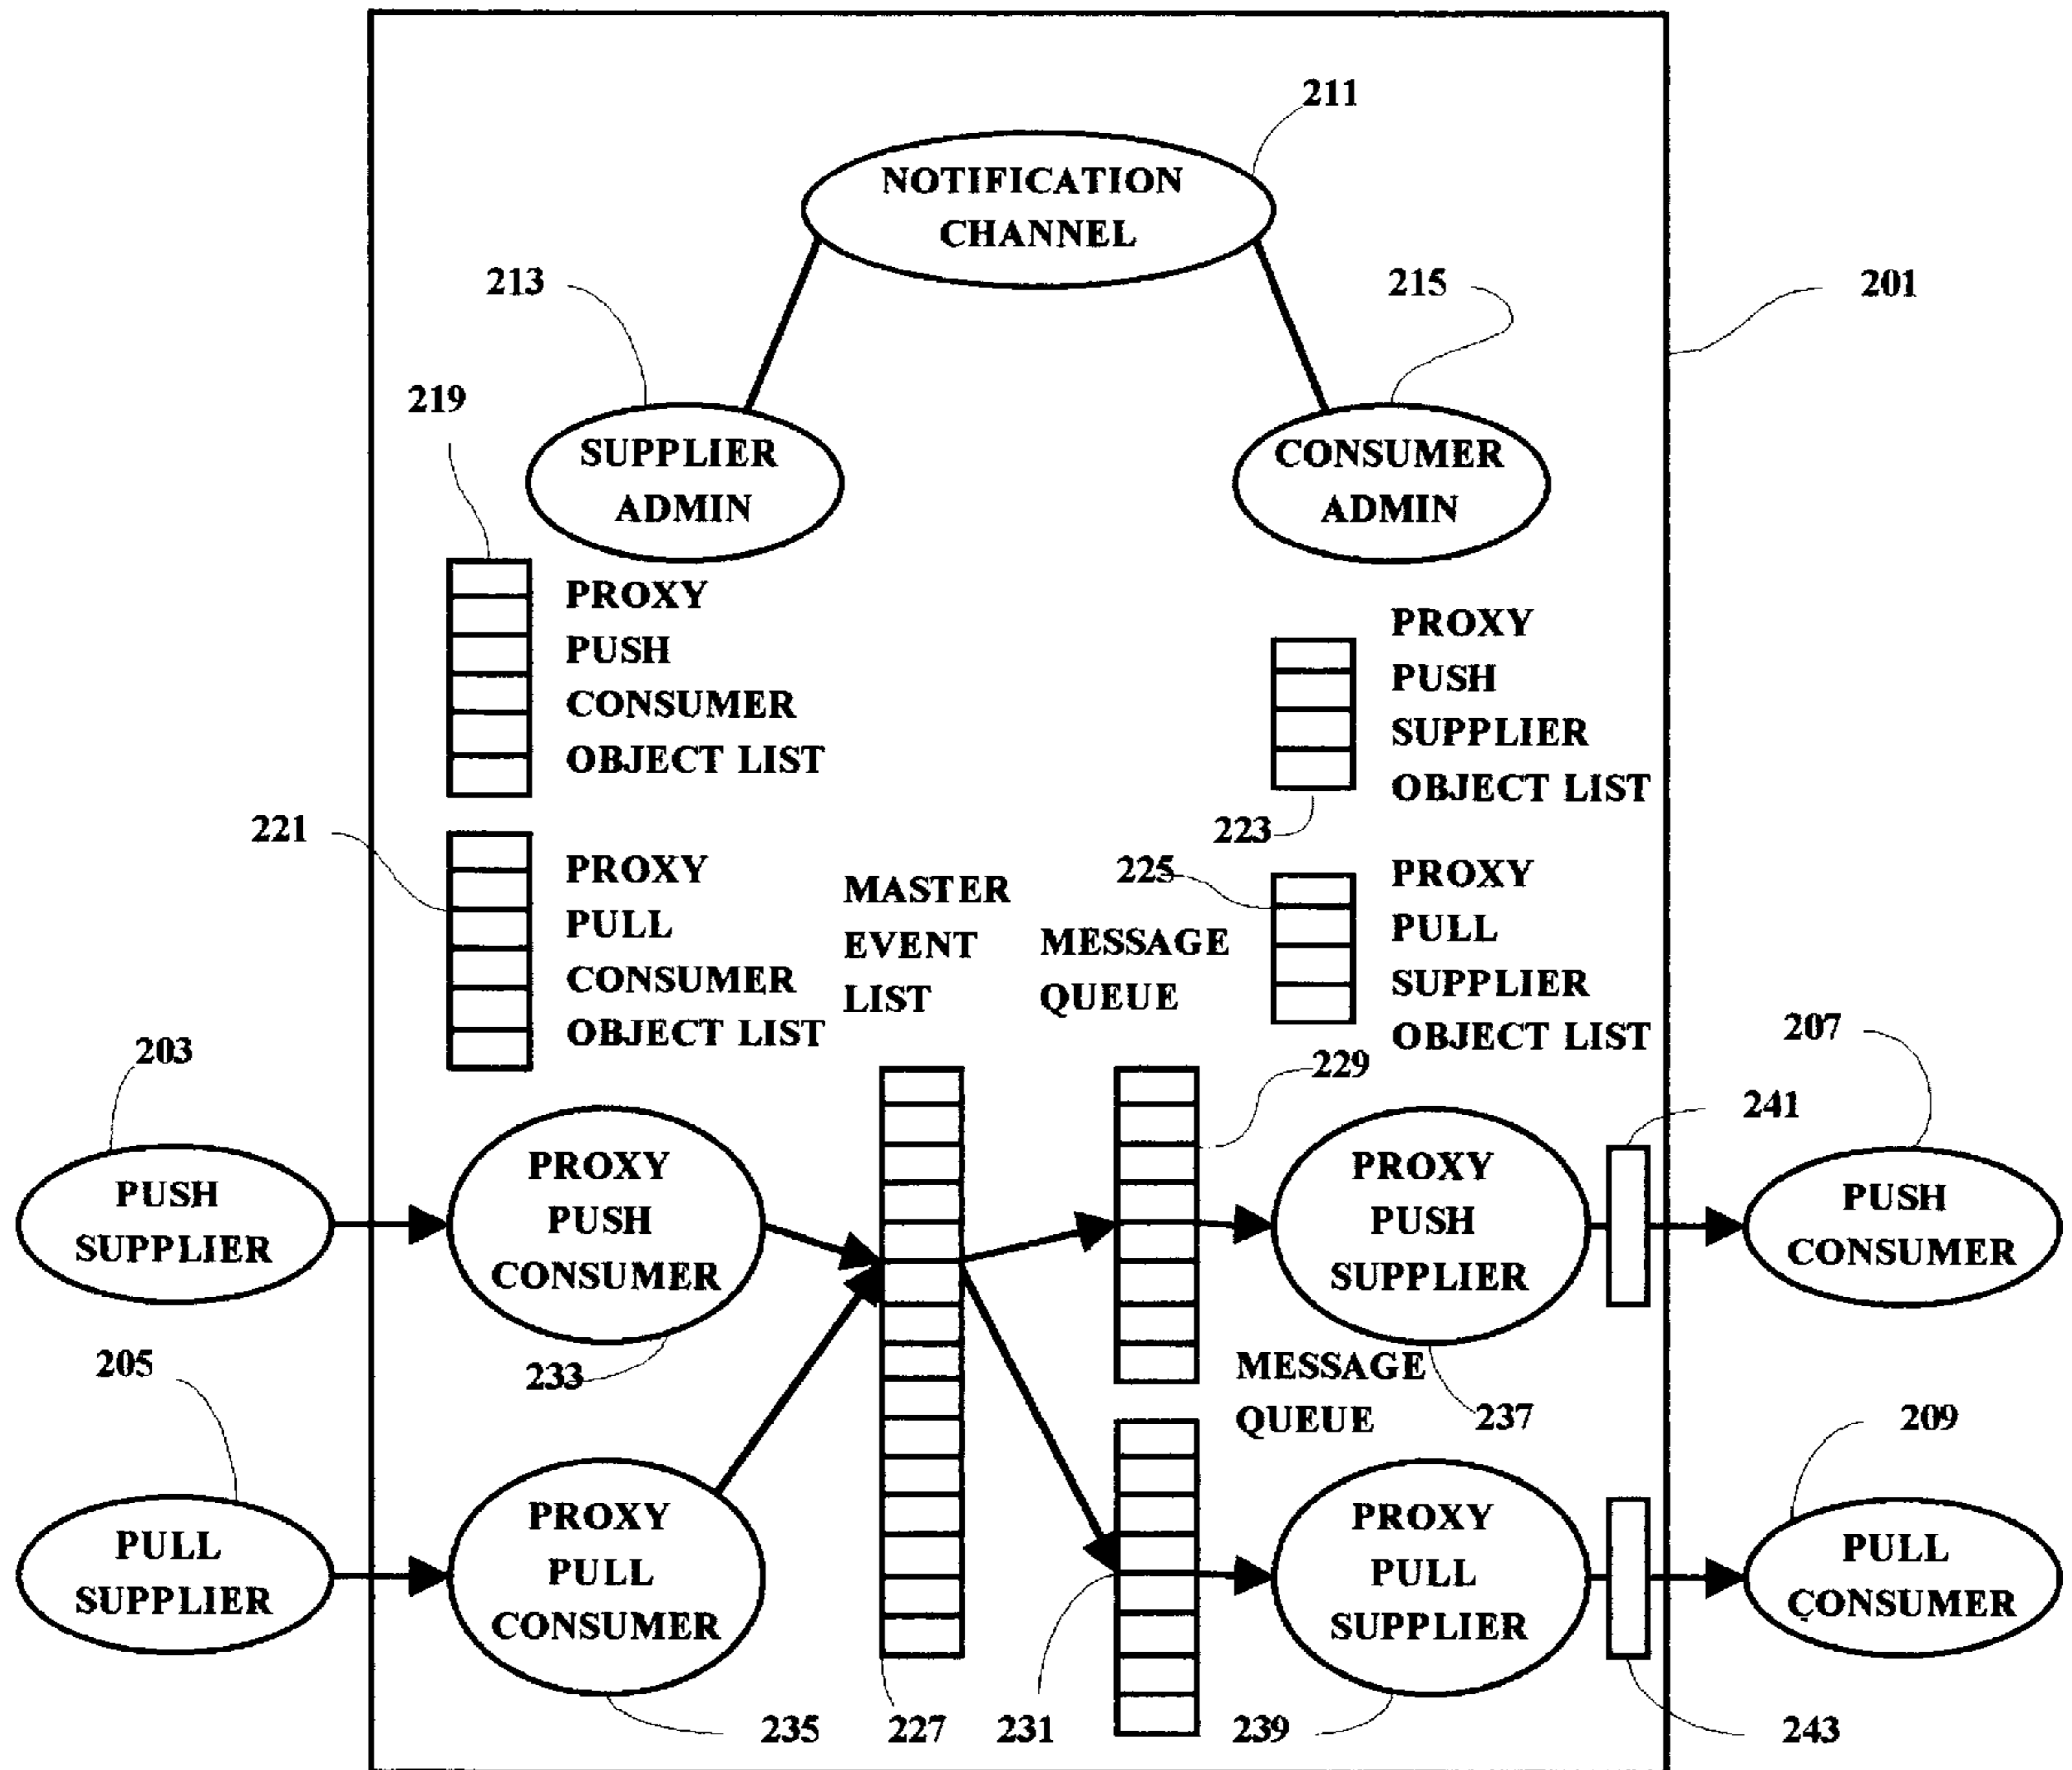 211
NOTIFICATION
CHANNEL
213
215
201
219
SUPPLIER
ADMIN
CONSUMER
ADMIN
PROXY
PUSH
CONSUMER
OBJECT LIST
PROXY
PUSH
SUPPLIER
OBJECT LIST
223
221
PROXY
PULL
CONSUMER
OBJECT LIST
MASTER
EVENT
LIST
MESSAGE
QUEUE
225
PROXY
PULL
SUPPLIER
OBJECT LIST
203
207
229
241
PUSH
SUPPLIER
PROXY
PUSH
CONSUMER
PROXY
PUSH
SUPPLIER
PUSH
CONSUMER
205
233
MESSAGE
QUEUE
237
209
PULL
SUPPLIER
PROXY
PULL
CONSUMER
PROXY
PULL
SUPPLIER
PULL
CONSUMER
235
227
231
239
243